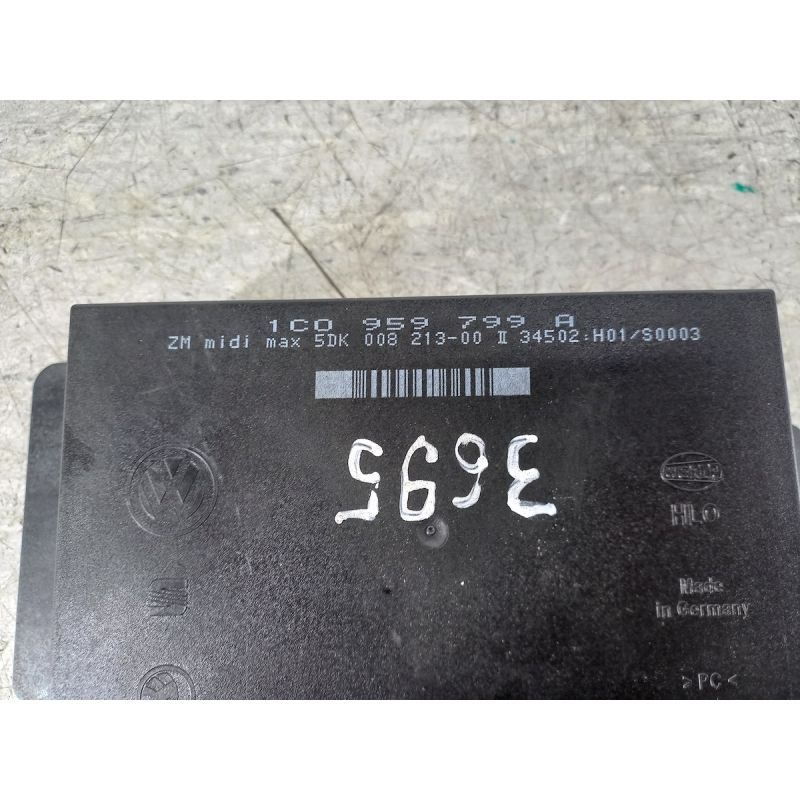 1C0 959 799 A
ZM midi max 5DK 008 213-00 II 34502:H01/S0003
3695
HELLA
HLO
Made
in Germany
>PC<